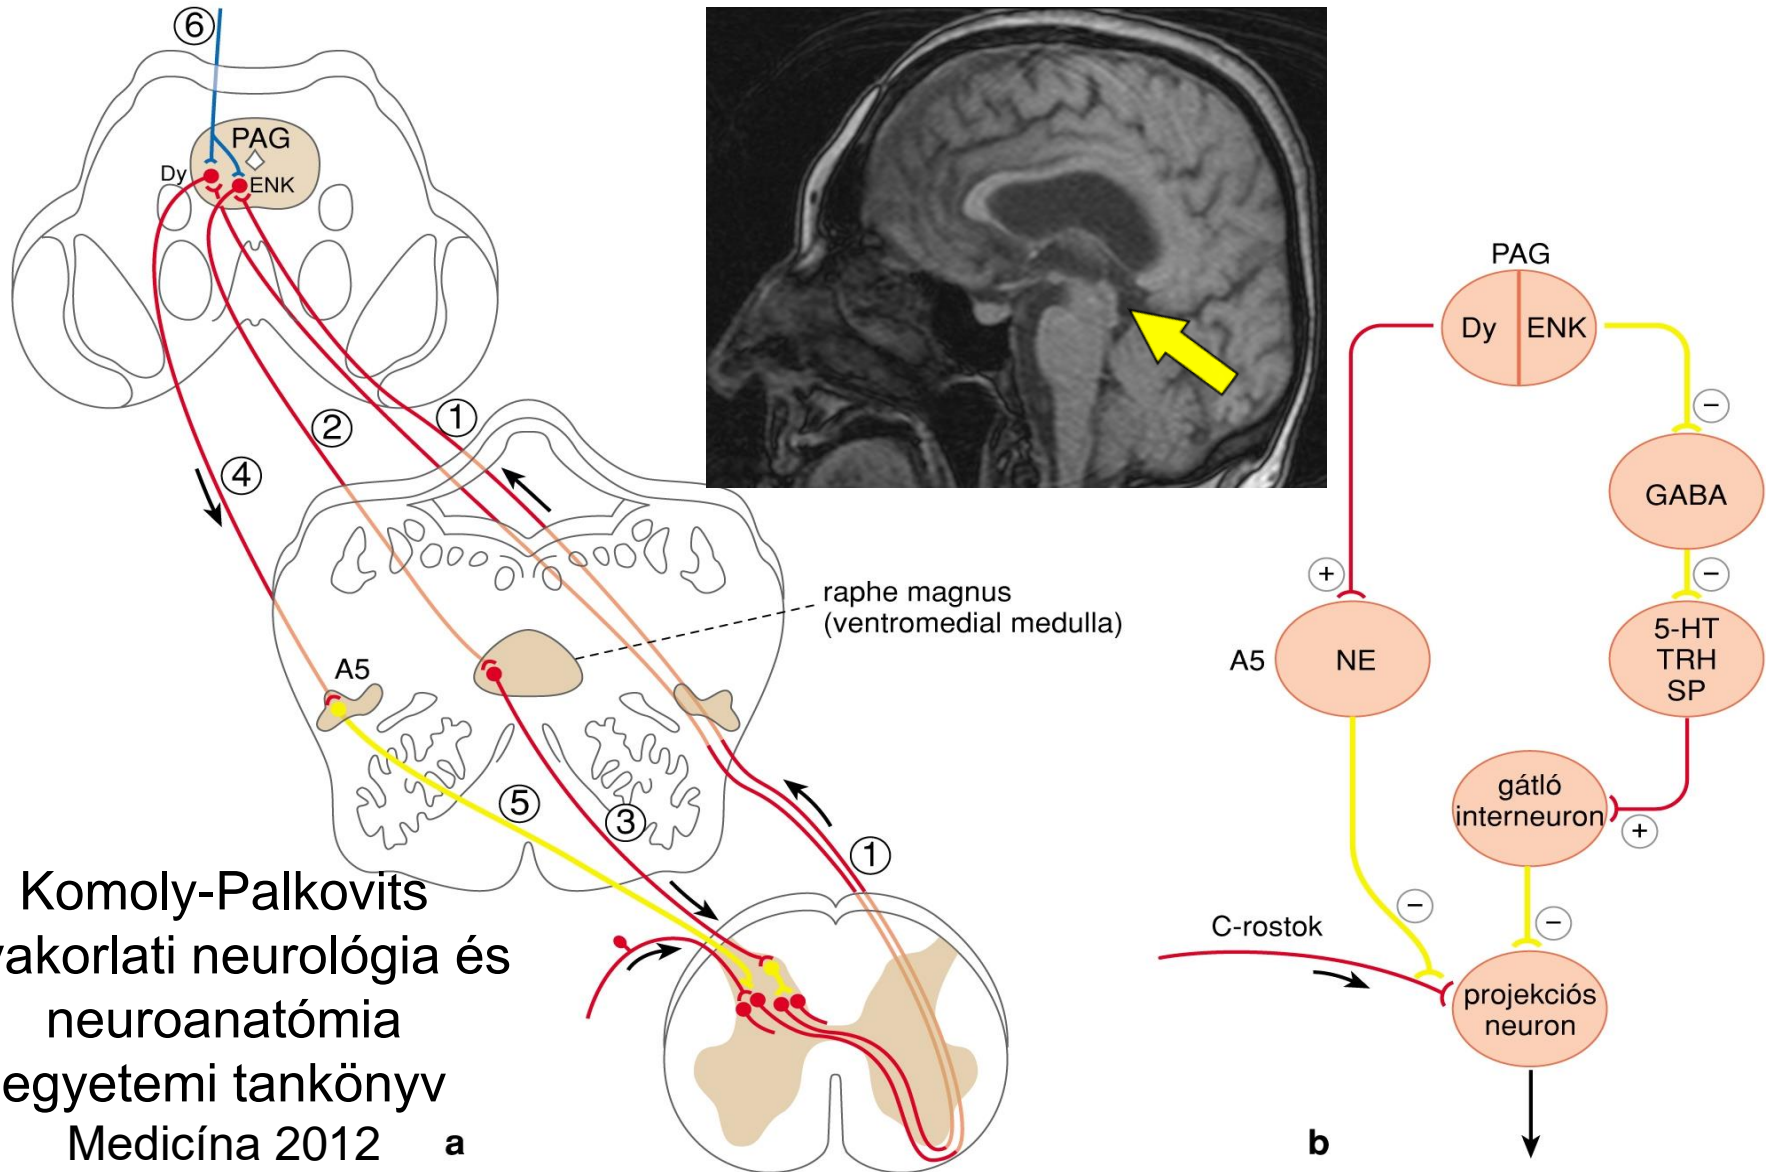 6
PAG
Dy
ENK
2
1
4
raphe magnus
(ventromedial medulla)
A5
5
3
1
Komoly-Palkovits
yakorlati neurológia és
neuroanatómia
egyetemi tankönyv
Medicína 2012
a
PAG
Dy
ENK
−
GABA
+
−
A5
NE
5-HT
TRH
SP
gátló
interneuron
+
−
−
C-rostok
projekciós
neuron
b